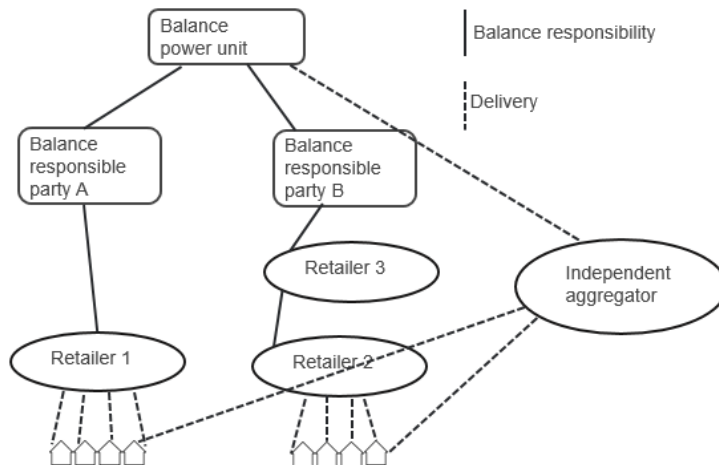 Balance
power unit
Balance responsibility
Delivery
Balance
responsible
party A
Balance
responsible
party B
Retailer 3
Independent
aggregator
Retailer 1
Retailer 2